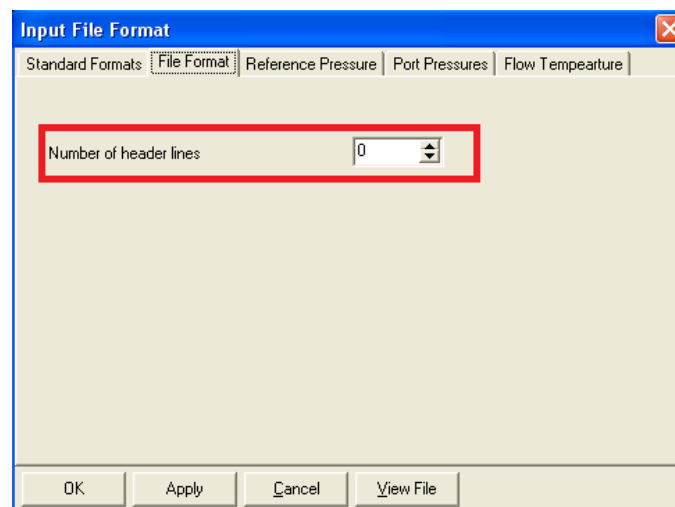 Input File Format
Standard Formats File Format Reference Pressure Port Pressures Flow Tempearture
Number of header lines 0
OK Apply Cancel View File